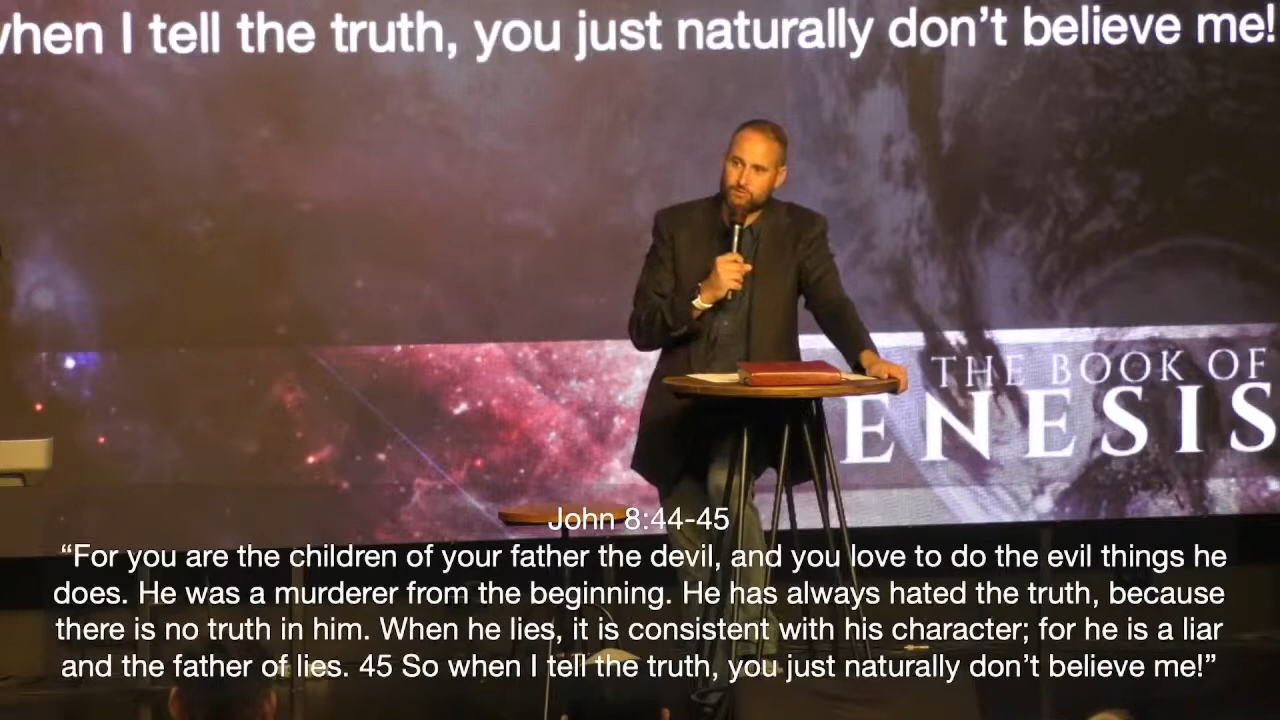 when I tell the truth, you just naturally don't believe me!
THE BOOK OF
ENESIS
John 8:44-45
“For you are the children of your father the devil, and you love to do the evil things he
does. He was a murderer from the beginning. He has always hated the truth, because
there is no truth in him. When he lies, it is consistent with his character; for he is a liar
and the father of lies. 45 So when I tell the truth, you just naturally don’t believe me!”